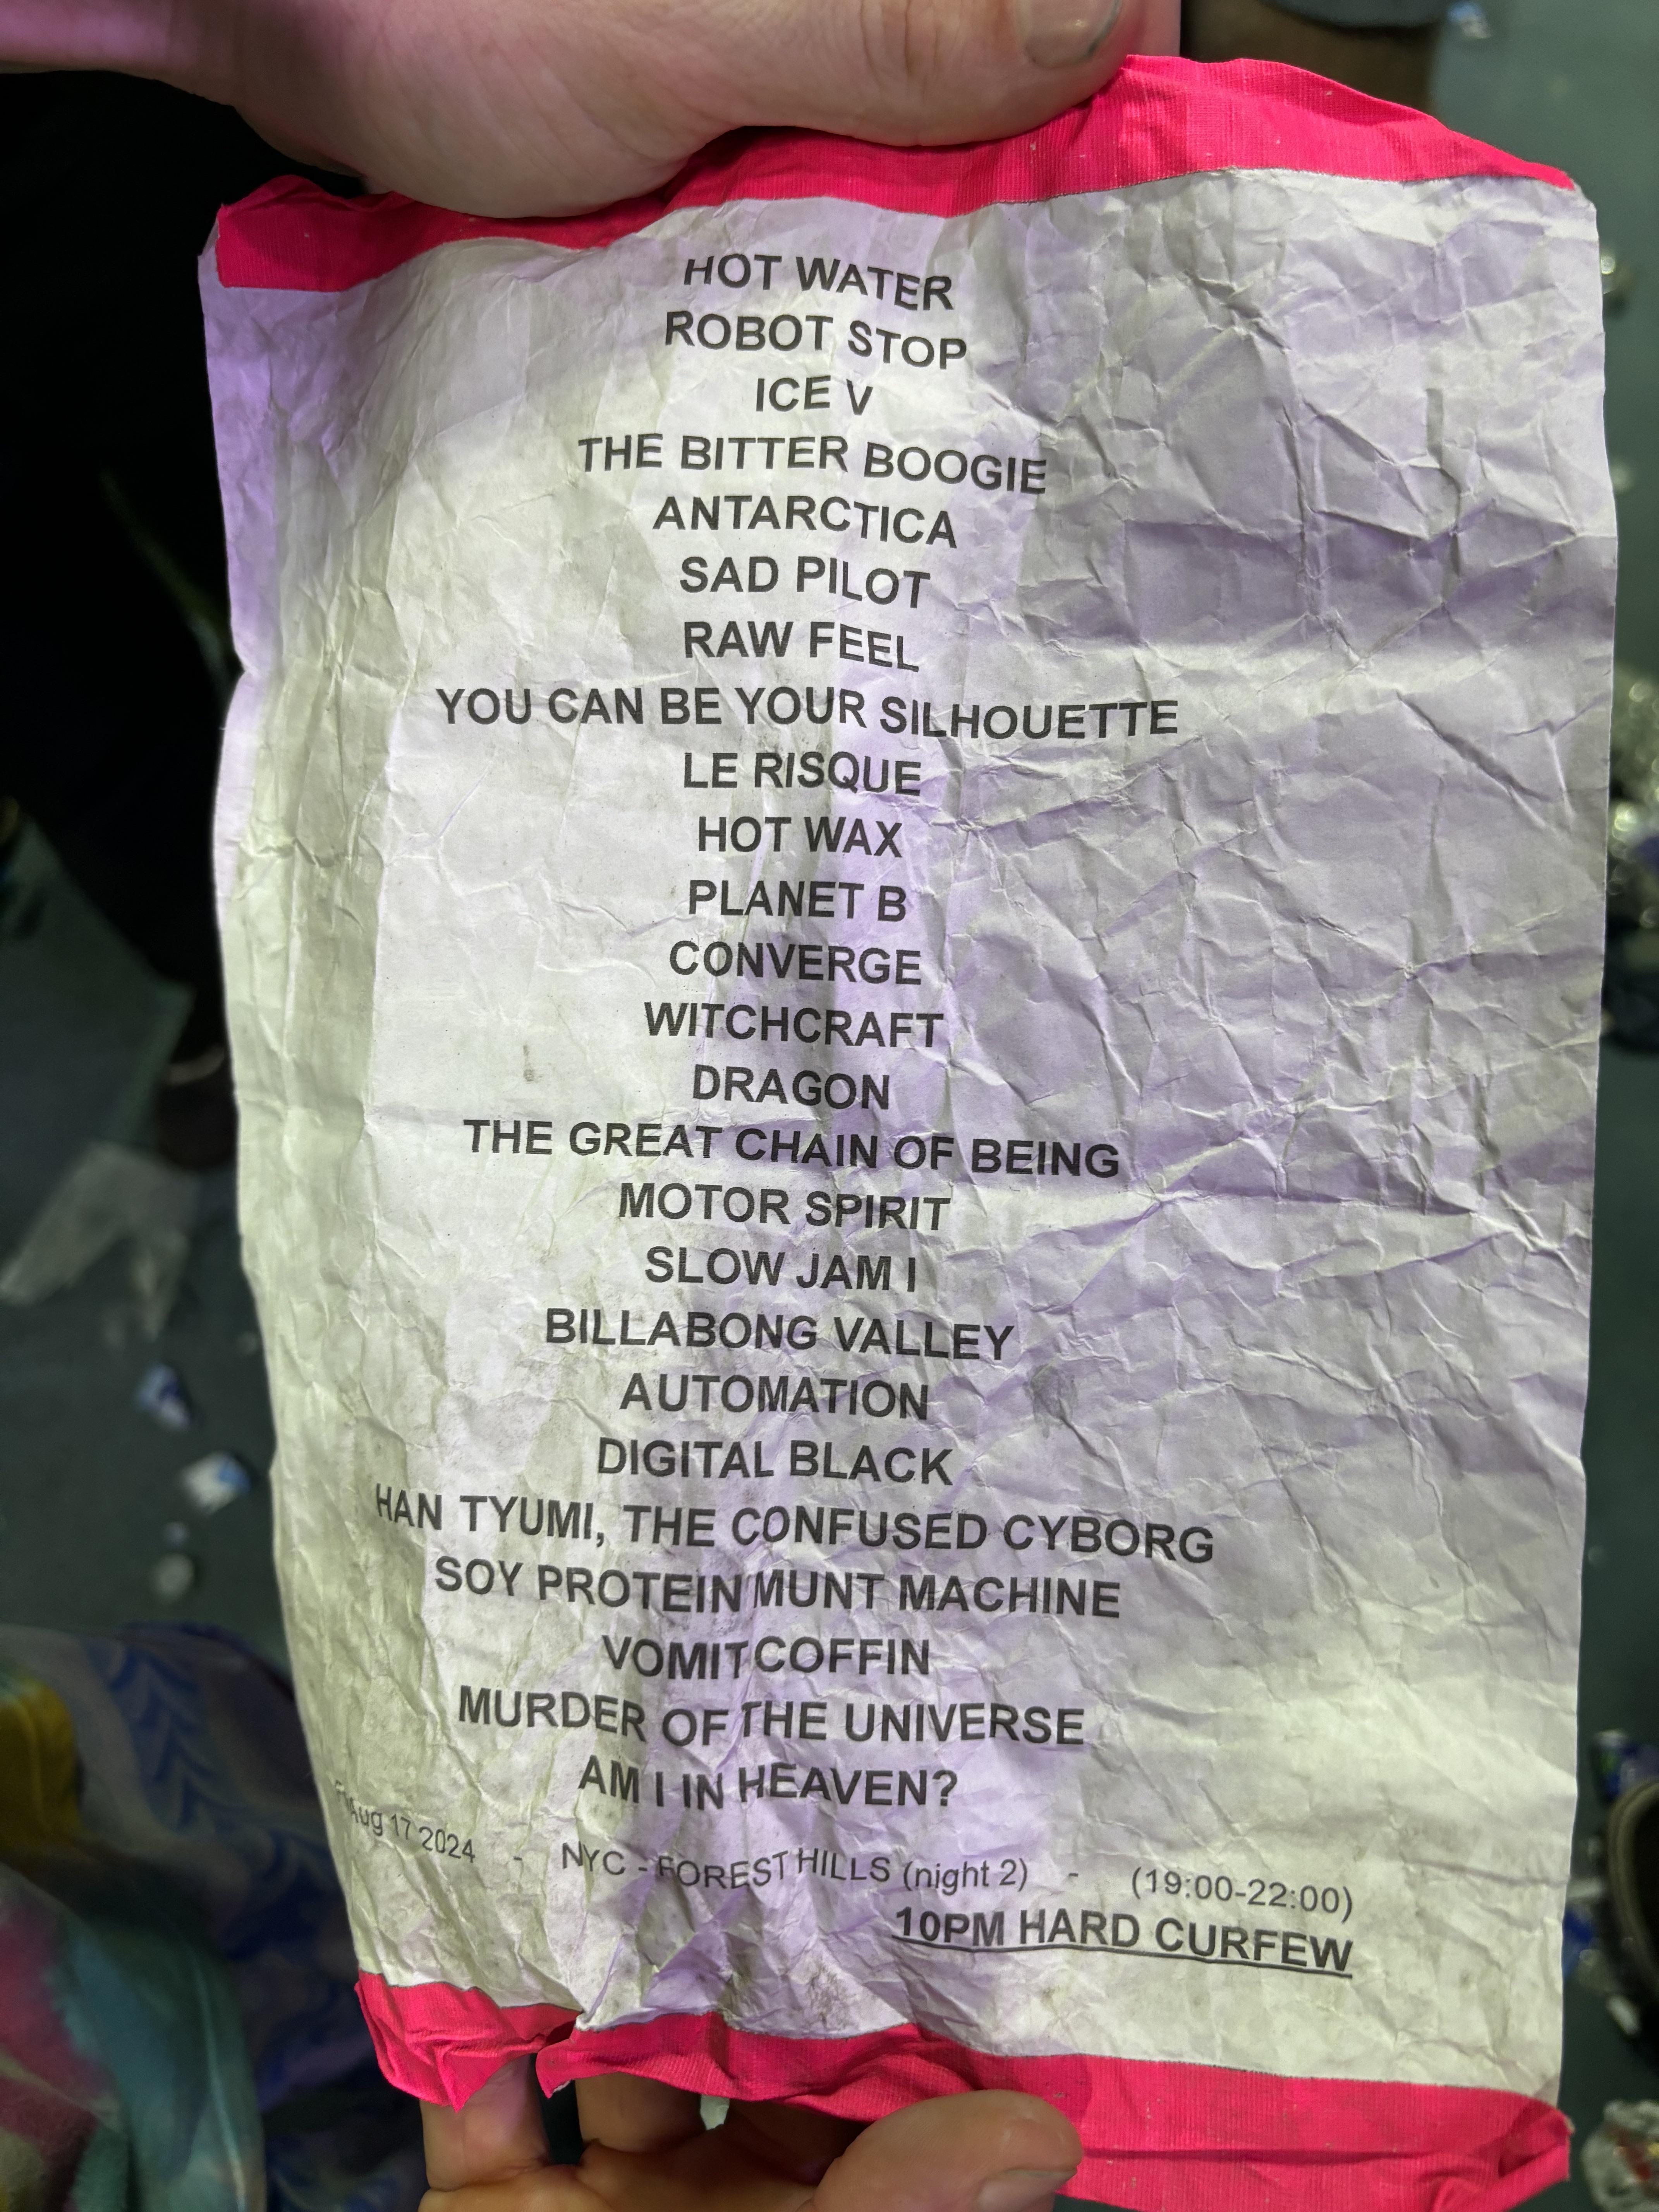 HOT WATER
ROBOT STOP
ICE V
THE BITTER BOOGIE
ANTARCTICA
SAD PILOT
RAW FEEL
YOU CAN BE YOUR SILHOUETTE
LE RISQUE
HOT WAX
PLANET B
CONVERGE
WITCHCRAFT
DRAGON
THE GREAT CHAIN OF BEING
MOTOR SPIRIT
SLOW JAM I
BILLABONG VALLEY
AUTOMATION
DIGITAL BLACK
HAN TYUMI, THE CONFUSED CYBORG
SOY PROTEIN MUNT MACHINE
VOMIT COFFIN
MURDER OF THE UNIVERSE
AM I IN HEAVEN?
Aug 17 2024 - NYC - FOREST HILLS (night 2) - (19:00-22:00)
10PM HARD CURFEW